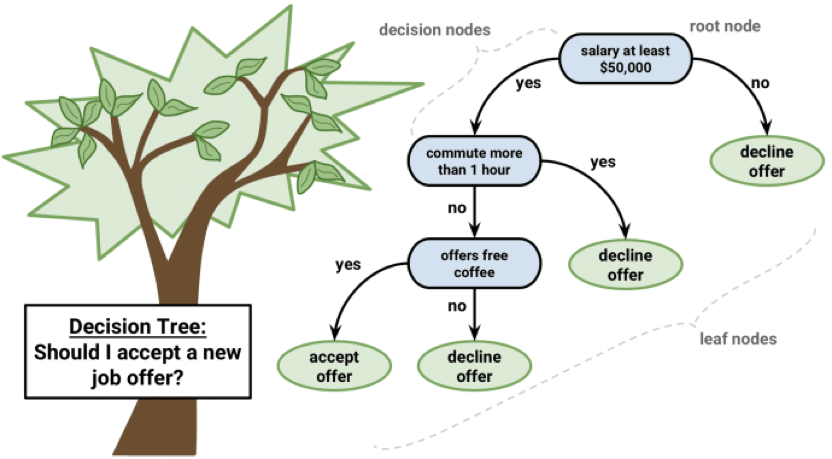 decision nodes
root node
salary at least
$50,000
yes
no
commute more
than 1 hour
yes
decline
offer
no
offers free
coffee
decline
offer
yes
no
accept
offer
decline
offer
leaf nodes
Decision Tree:
Should I accept a new
job offer?